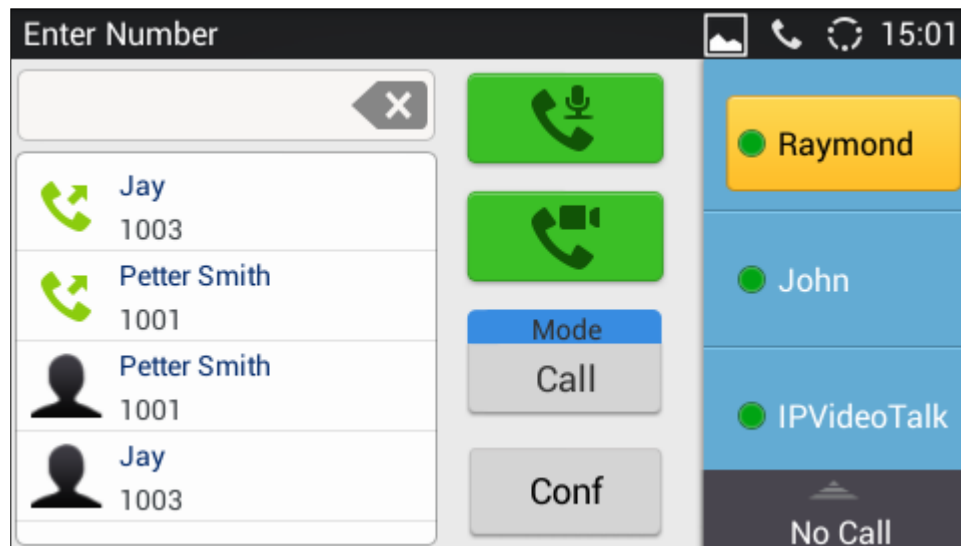 Enter Number
15:01
Jay
1003
Petter Smith
1001
Petter Smith
1001
Jay
1003
Mode
Call
Conf
Raymond
John
IPVideoTalk
No Call